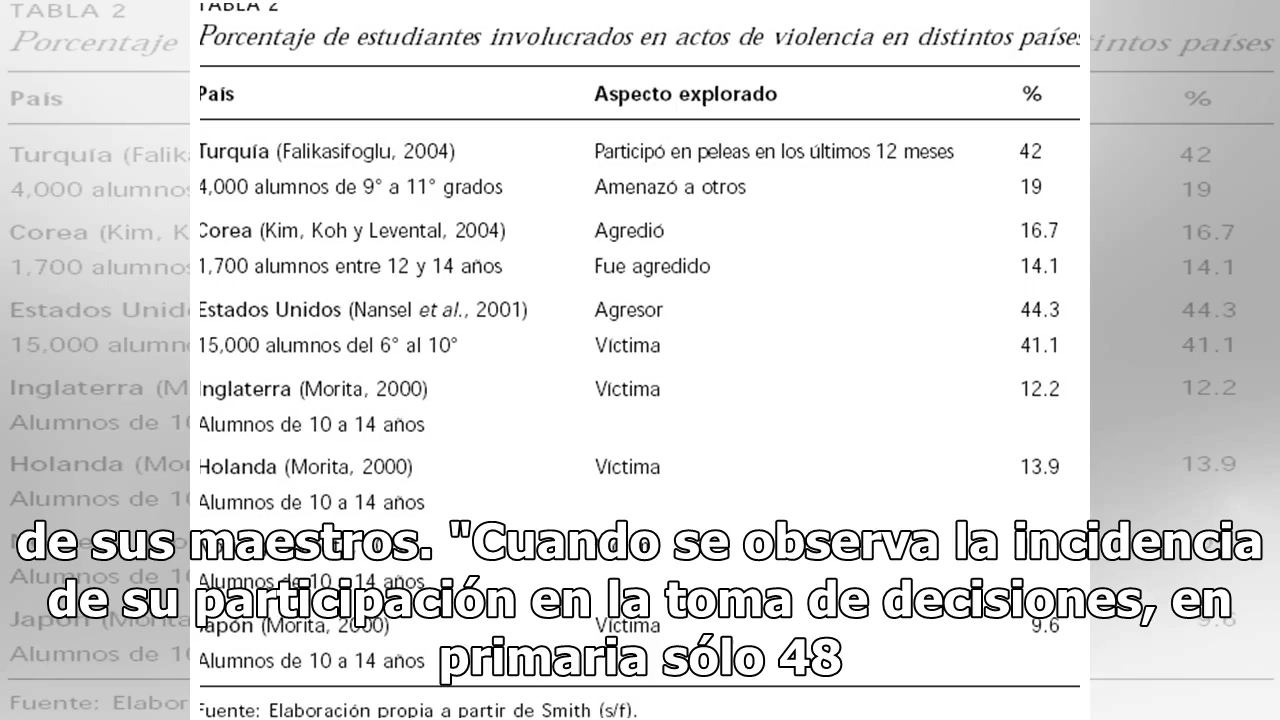 TABLA 2
Porcentaje de estudiantes involucrados en actos de violencia en distintos países
País Aspecto explorado %
Turquía (Falikasifoglu, 2004) Participó en peleas en los últimos 12 meses 42
4,000 alumnos de 9° a 11° grados Amenazó a otros 19
Corea (Kim, Koh y Levental, 2004) Agredió 16.7
1,700 alumnos entre 12 y 14 años Fue agredido 14.1
Estados Unidos (Nansel et al., 2001) Agresor 44.3
15,000 alumnos del 6° al 10° Víctima 41.1
Inglaterra (Morita, 2000) Víctima 12.2
Alumnos de 10 a 14 años
Holanda (Morita, 2000) Víctima 13.9
Alumnos de 10 a 14 años
de sus maestros. "Cuando se observa la incidencia
Alumnos de 10 a 14 años
de su participación en la toma de decisiones, en
Japón (Morita, 2000) Víctima 9.6
primaria sólo 48
Alumnos de 10 a 14 años
Fuente: Elaboración propia a partir de Smith (s/f).